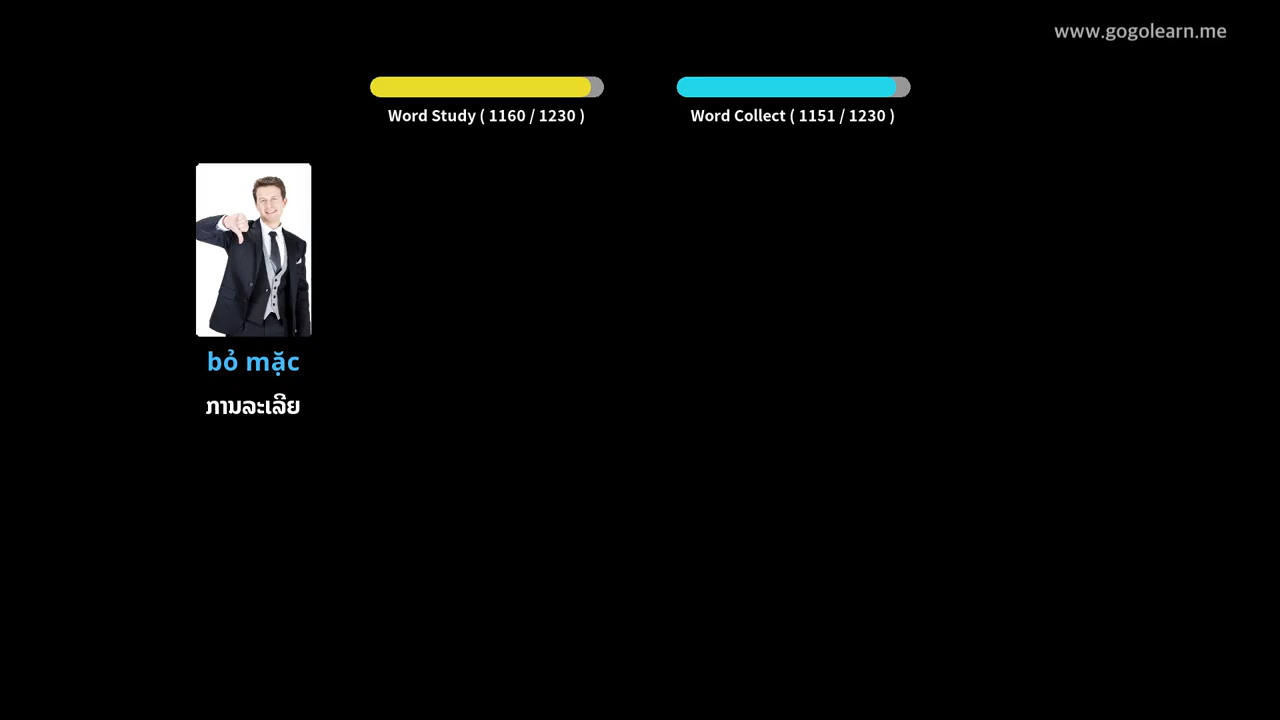 www.gogolearn.me
Word Study ( 1160 / 1230 )
Word Collect ( 1151 / 1230 )
bỏ mặc
ການລະເລີຍ